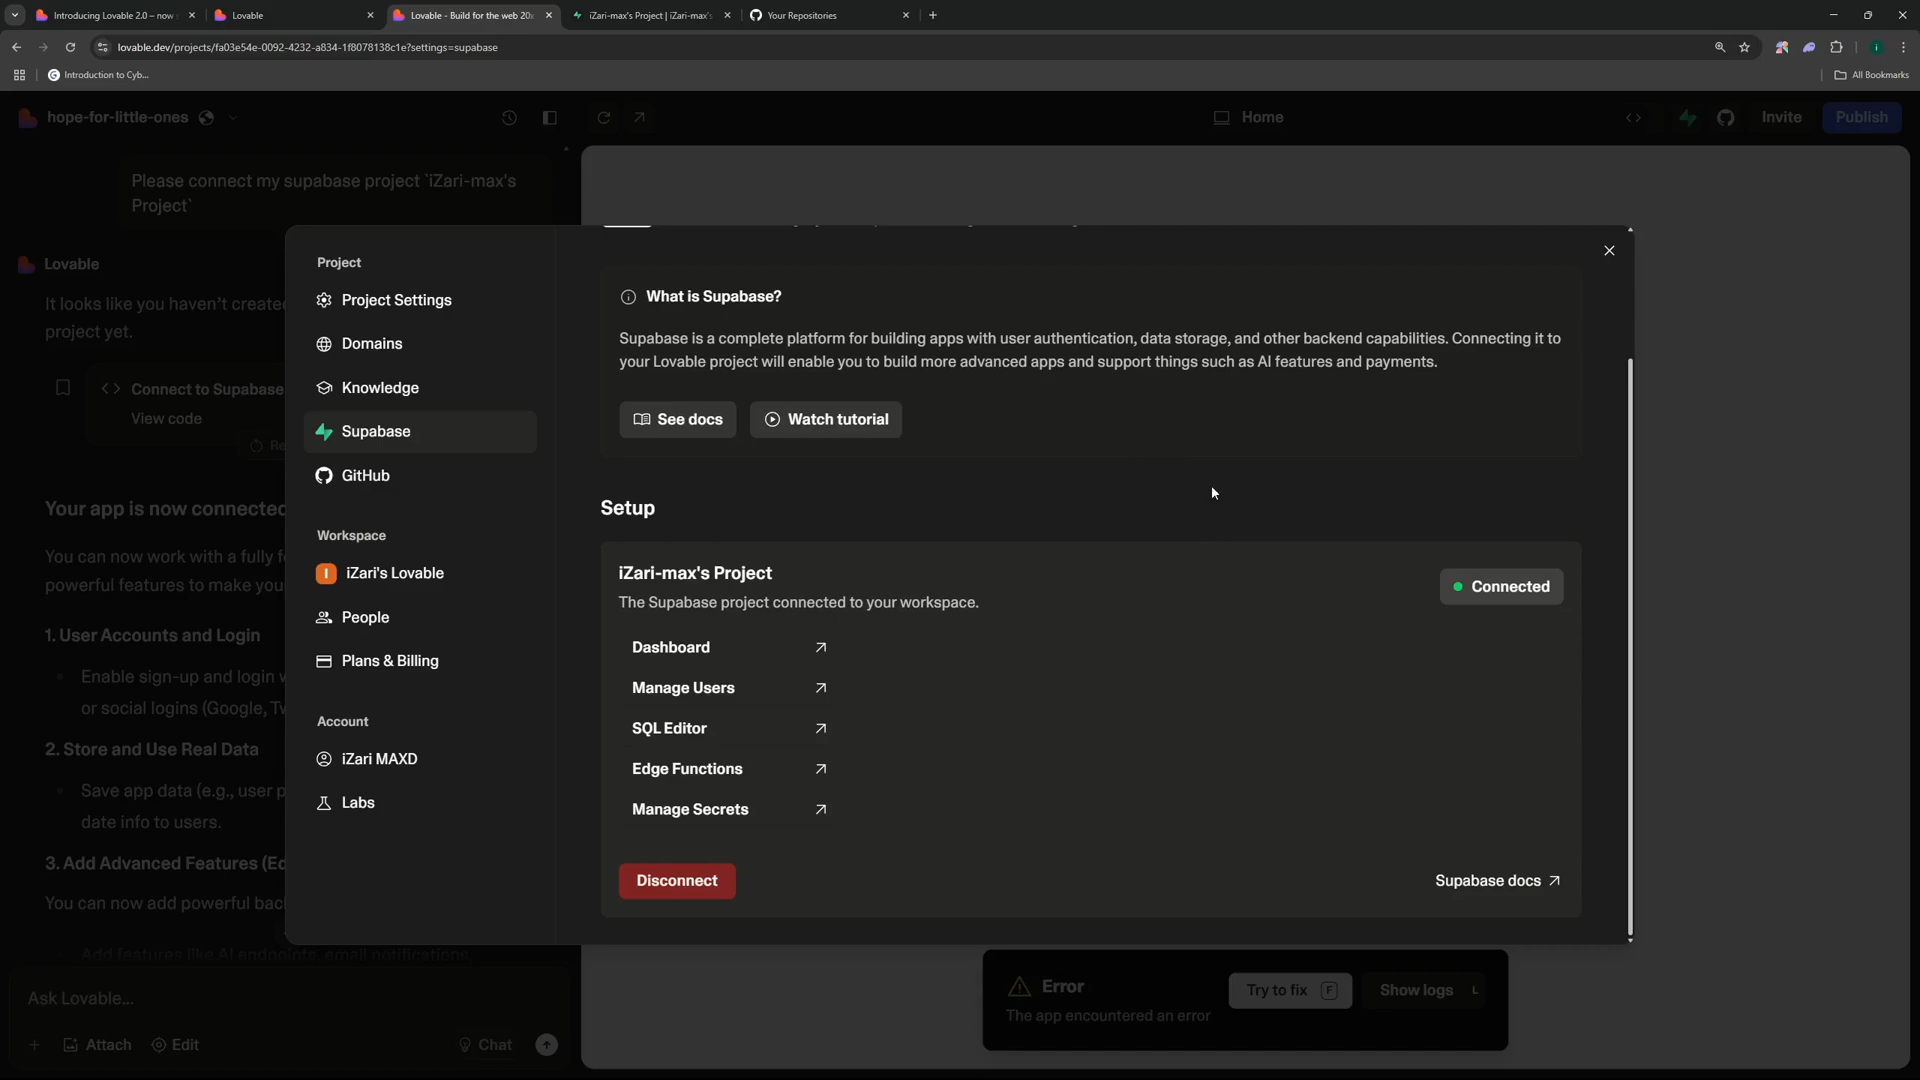 Introducing Lovable 2.0 – now
Lovable
Lovable - Build for the web 20x
iZari-max's Project | iZari-max's
Your Repositories
lovable.dev/projects/fa03e54e-0092-4232-a834-1f8078138c1e?settings=supabase
i
Introduction to Cyb...
All Bookmarks
hope-for-little-ones
Home
Invite
Publish
Please connect my supabase project `iZari-max's
Project`
Lovable
It looks like you haven't create
project yet.
Connect to Supabase
View code
Re
Your app is now connected
You can now work with a fully f
powerful features to make you
1. User Accounts and Login
Enable sign-up and login w
or social logins (Google, Tw
2. Store and Use Real Data
Save app data (e.g., user p
date info to users.
3. Add Advanced Features (Ed
You can now add powerful bac
Add features like AI endpoints, email notifications,
Ask Lovable...
Attach
Edit
Chat
Project
Project Settings
Domains
Knowledge
Supabase
GitHub
Workspace
I
iZari's Lovable
People
Plans & Billing
Account
iZari MAXD
Labs
What is Supabase?
Supabase is a complete platform for building apps with user authentication, data storage, and other backend capabilities. Connecting it to
your Lovable project will enable you to build more advanced apps and support things such as AI features and payments.
See docs
Watch tutorial
Setup
iZari-max's Project
The Supabase project connected to your workspace.
Connected
Dashboard
Manage Users
SQL Editor
Edge Functions
Manage Secrets
Disconnect
Supabase docs
Error
The app encountered an error
Try to fix F
Show logs L